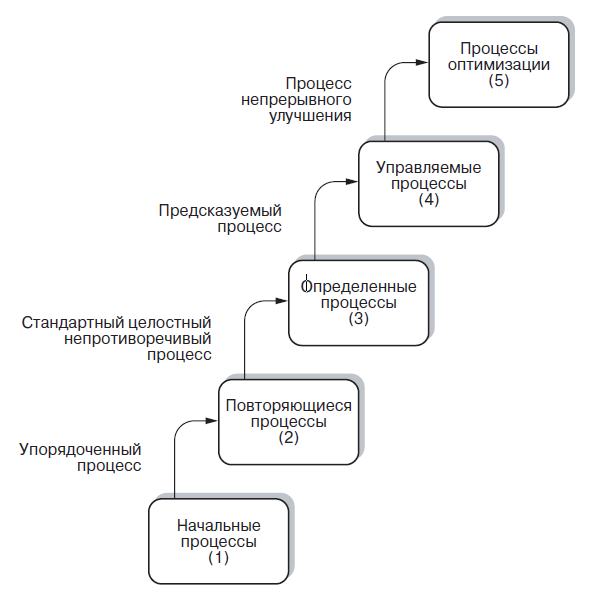 Процессы
оптимизации
(5)
Процесс
непрерывного
улучшения
Управляемые
процессы
(4)
Предсказуемый
процесс
Определенные
процессы
(3)
Стандартный целостный
непротиворечивый
процесс
Повторяющиеся
процессы
(2)
Упорядоченный
процесс
Начальные
процессы
(1)